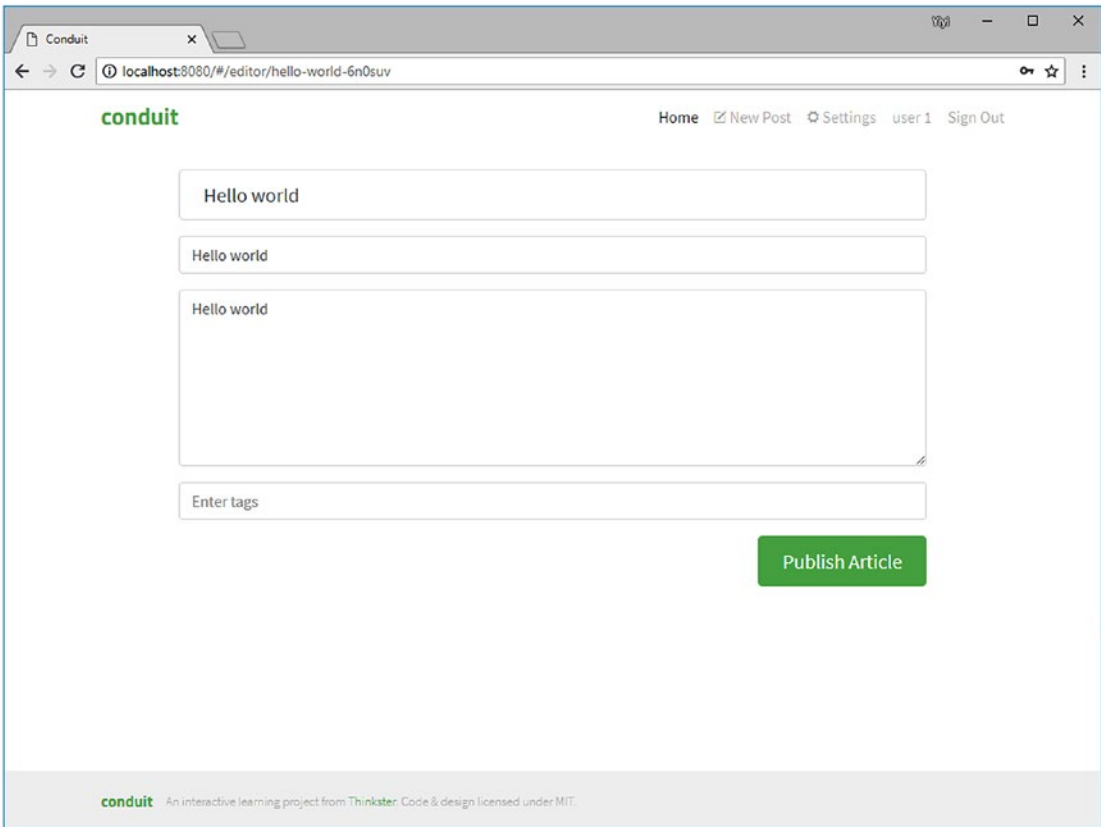 Conduit
localhost:8080/#/editor/hello-world-6n0suv
conduit Home New Post Settings user 1 Sign Out
Hello world
Hello world
Hello world
Enter tags
Publish Article
conduit An interactive learning project from Thinkster. Code & design licensed under MIT.